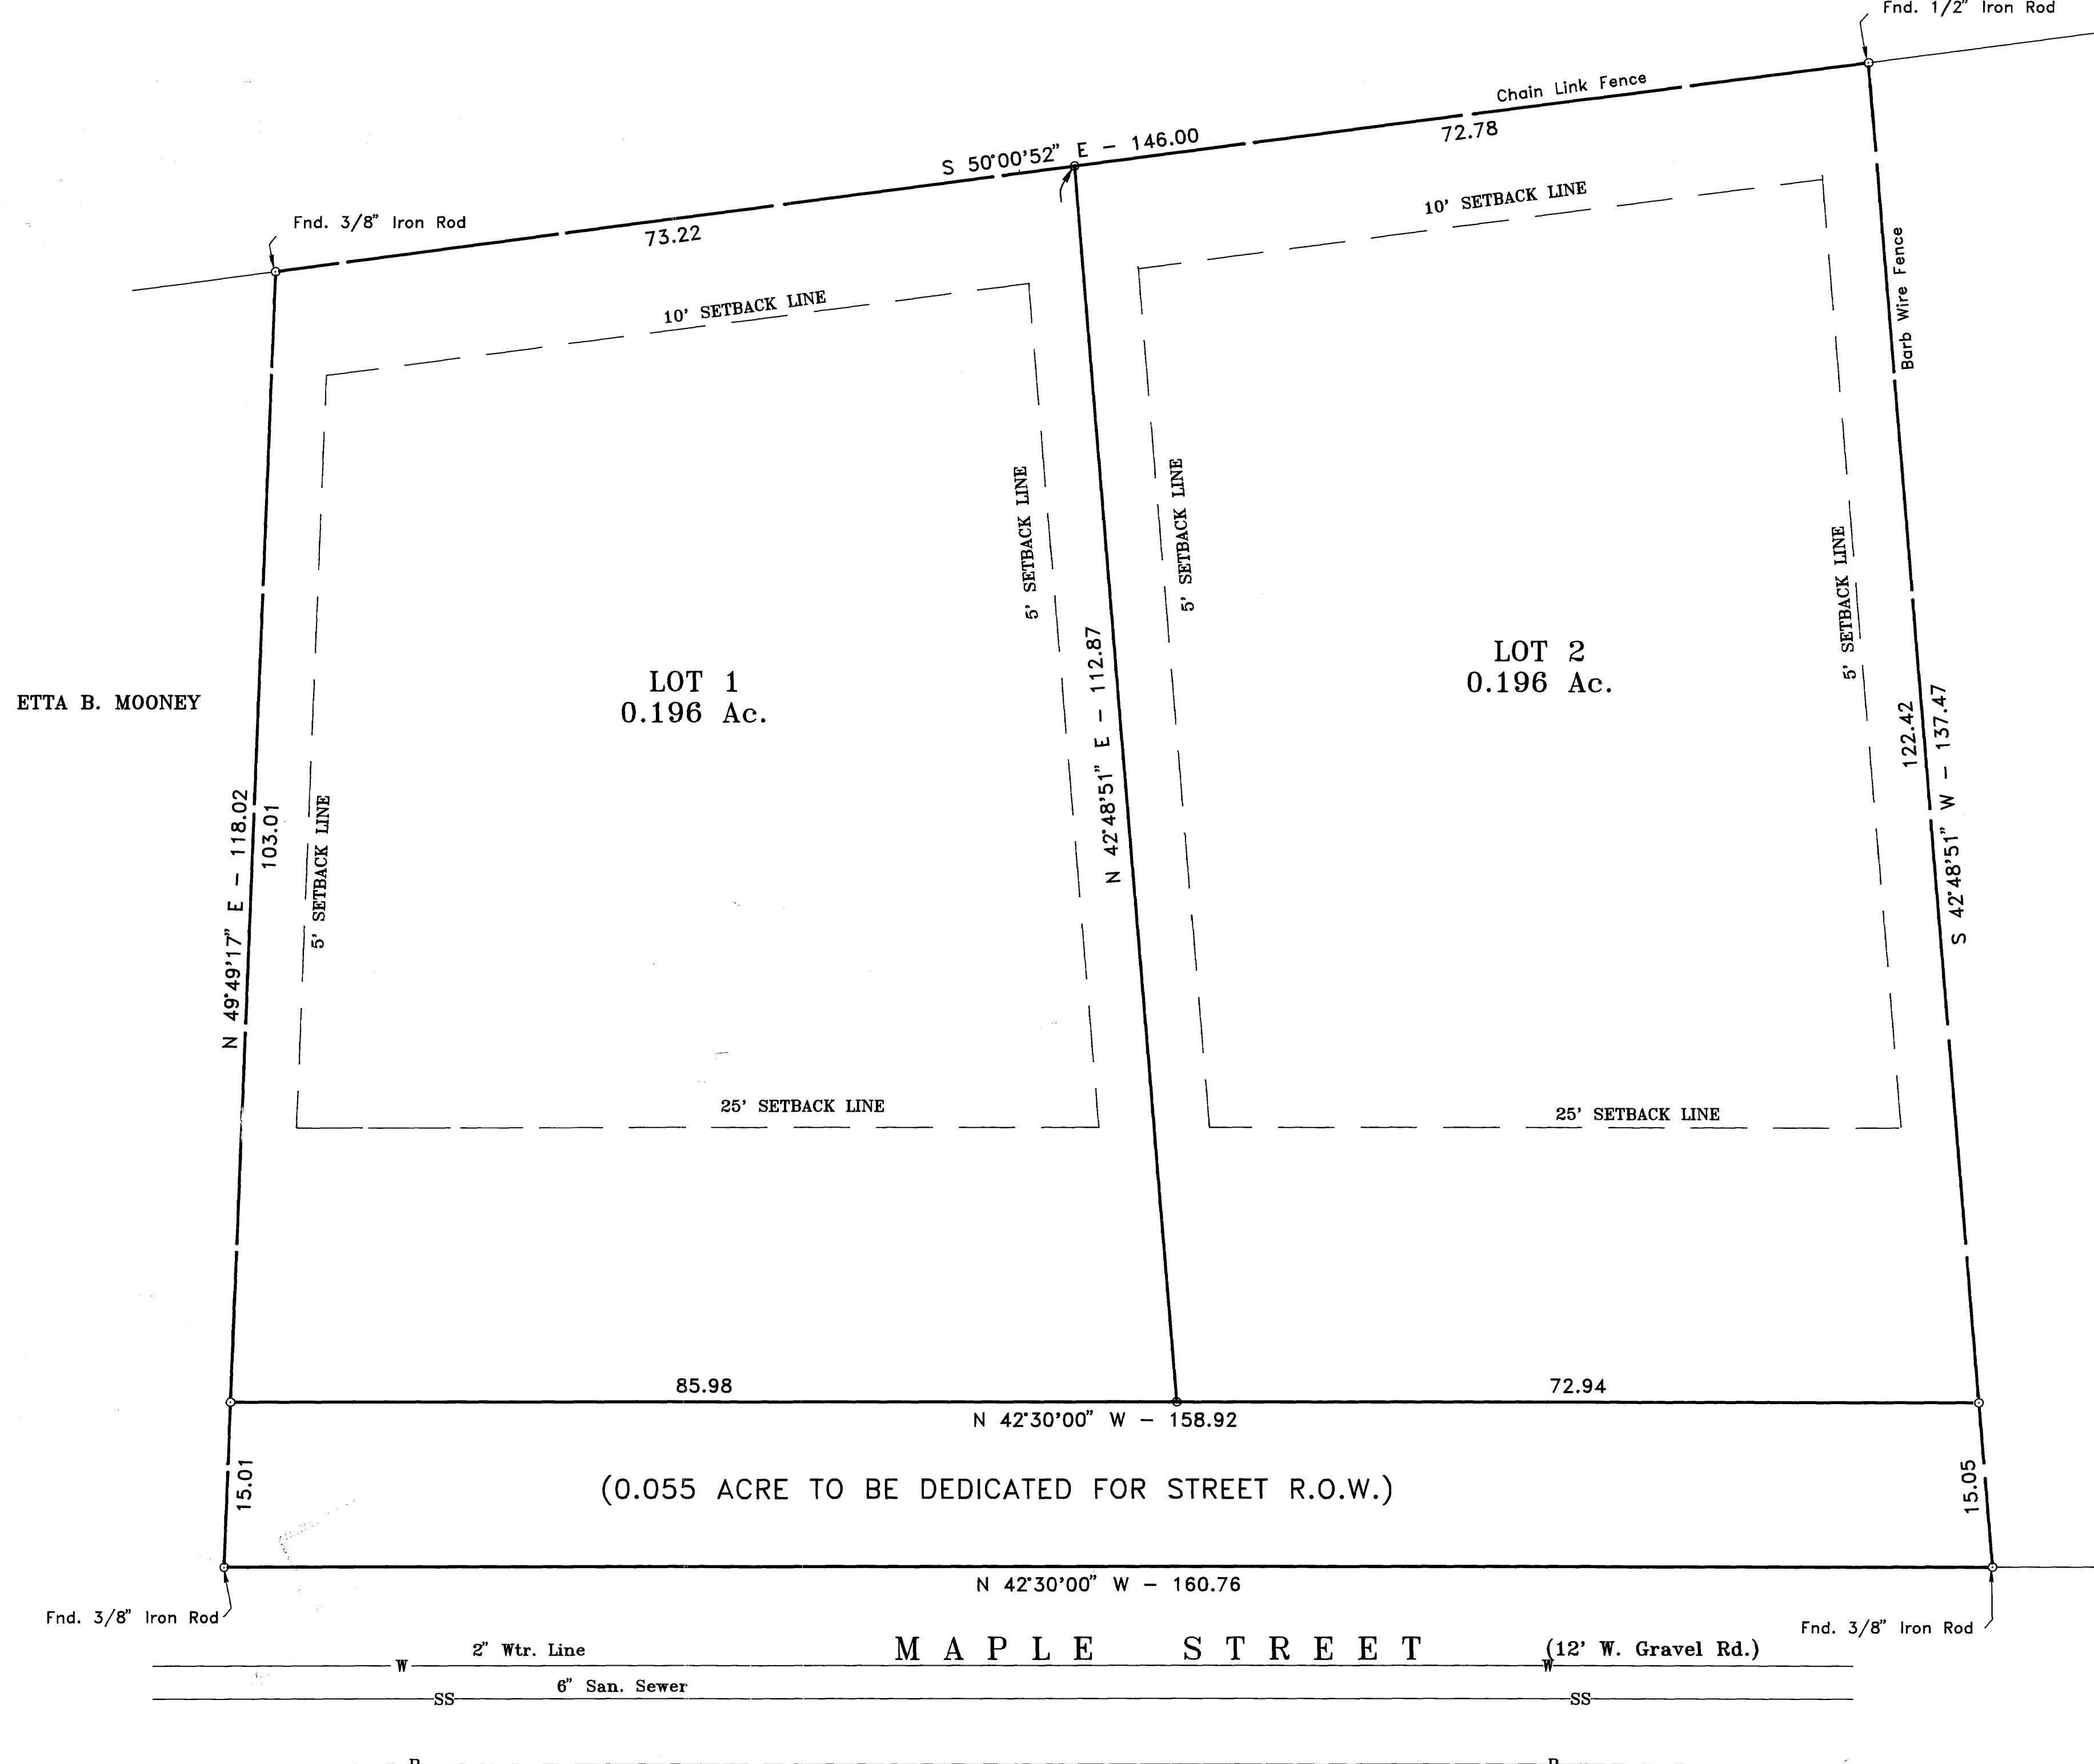 Fnd. 1/2" Iron Rod
Chain Link Fence
S 50°00'52" E – 146.00
72.78
Fnd. 3/8" Iron Rod
73.22
10' SETBACK LINE
10' SETBACK LINE
Barb Wire Fence
5' SETBACK LINE
5' SETBACK LINE
5' SETBACK LINE
LOT 1
0.196 Ac.
LOT 2
0.196 Ac.
ETTA B. MOONEY
N 42°48'51" E – 112.87
122.42
S 42°48'51" W – 137.47
N 49°49'17" E – 118.02
103.01
5' SETBACK LINE
25' SETBACK LINE
25' SETBACK LINE
85.98
72.94
N 42°30'00" W – 158.92
15.01
(0.055 ACRE TO BE DEDICATED FOR STREET R.O.W.)
15.05
N 42°30'00" W – 160.76
Fnd. 3/8" Iron Rod
Fnd. 3/8" Iron Rod
MAPLE STREET
(12' W. Gravel Rd.)
2" Wtr. Line
W
W
6" San. Sewer
SS
SS